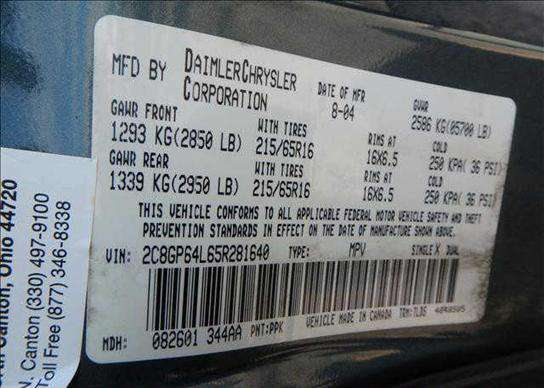 MFD BY DAIMLERCHRYSLER CORPORATION DATE OF MFR 8-04 GVWR 2586 KG(05700 LB)
GAWR FRONT WITH TIRES RIMS AT COLD
1293 KG(2850 LB) 215/65R16 16X6.5 250 KPA( 36 PSI)
GAWR REAR WITH TIRES RIMS AT COLD
1339 KG(2950 LB) 215/65R16 16X6.5 250 KPA( 36 PSI)
THIS VEHICLE CONFORMS TO ALL APPLICABLE FEDERAL MOTOR VEHICLE SAFETY AND THEFT
PREVENTION STANDARDS IN EFFECT ON THE DATE OF MANUFACTURE SHOWN ABOVE.
VIN: 2C8GP64L65R281640 TYPE: MPV SINGLE X DUAL
MDH: 082601 344AA PNT:PPK VEHICLE MADE IN CANADA TRM:TLD5
Canton, Ohio 44720
N. Canton (330) 497-9100
Toll Free (877) 346-8338